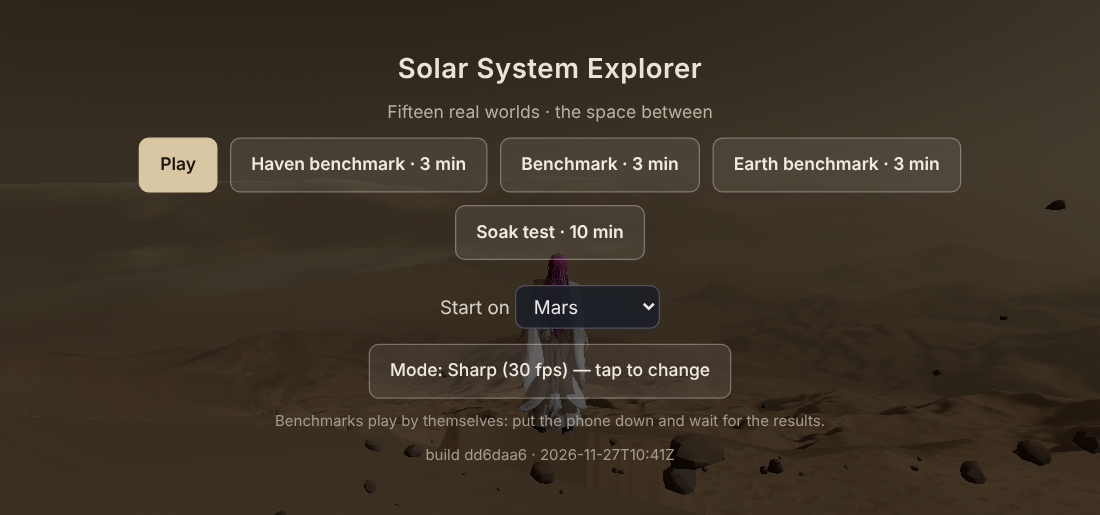 Solar System Explorer
Fifteen real worlds · the space between
Play
Haven benchmark · 3 min
Benchmark · 3 min
Earth benchmark · 3 min
Soak test · 10 min
Start on Mars
Mode: Sharp (30 fps) — tap to change
Benchmarks play by themselves: put the phone down and wait for the results.
build dd6daa6 · 2026-11-27T10:41Z